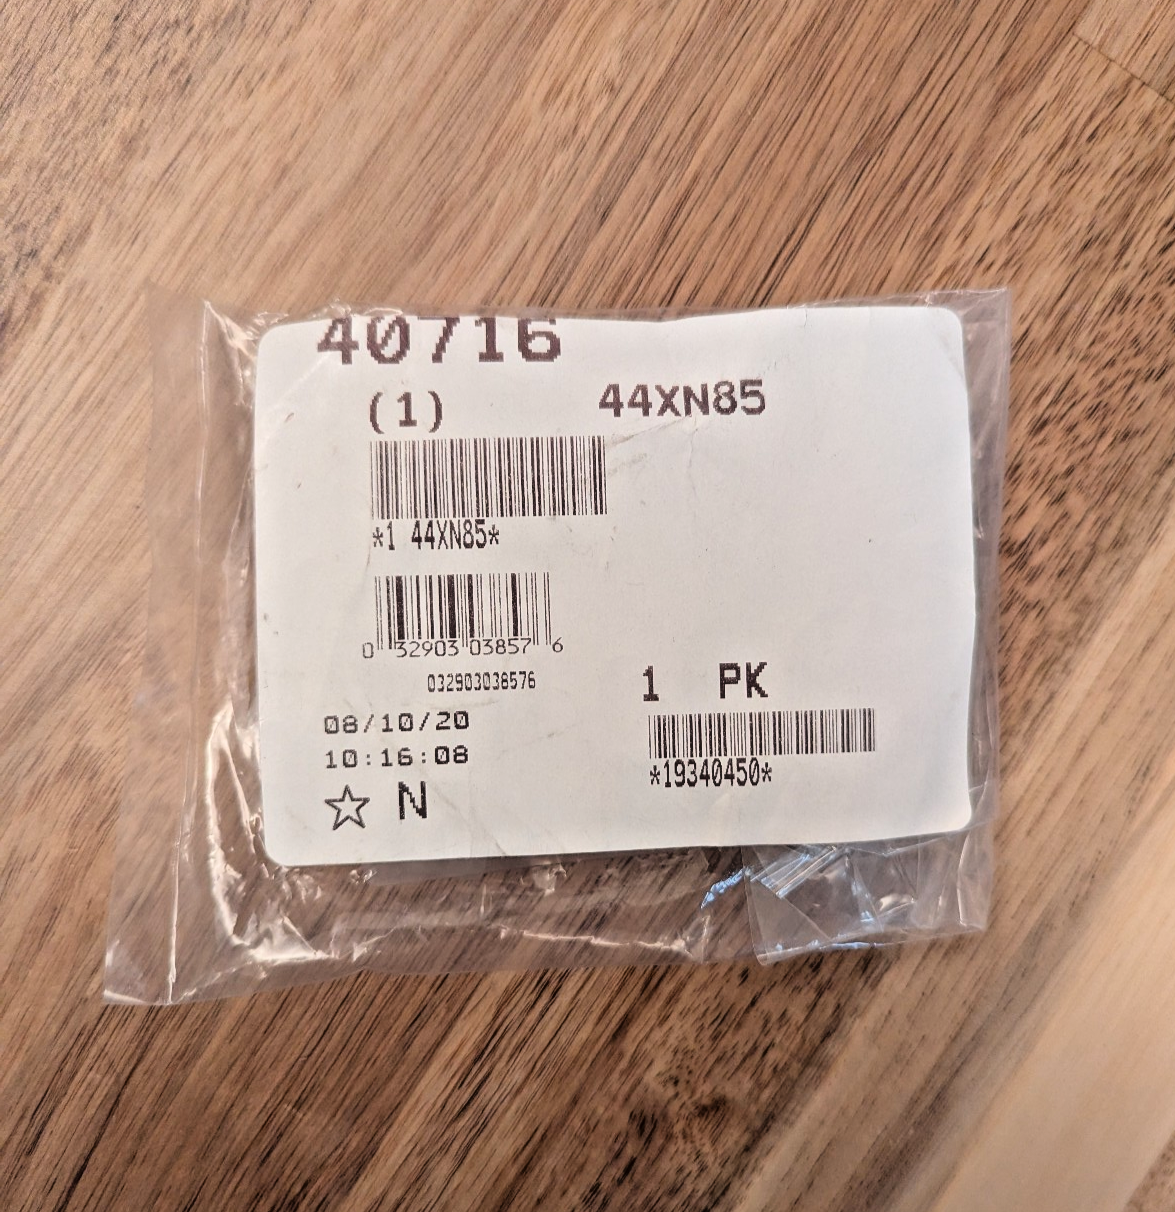 40716
(1) 44XN85
*1 44XN85*
0 32903 03857 6
032903038576
1 PK
08/10/20
10:16:08
*19340450*
N